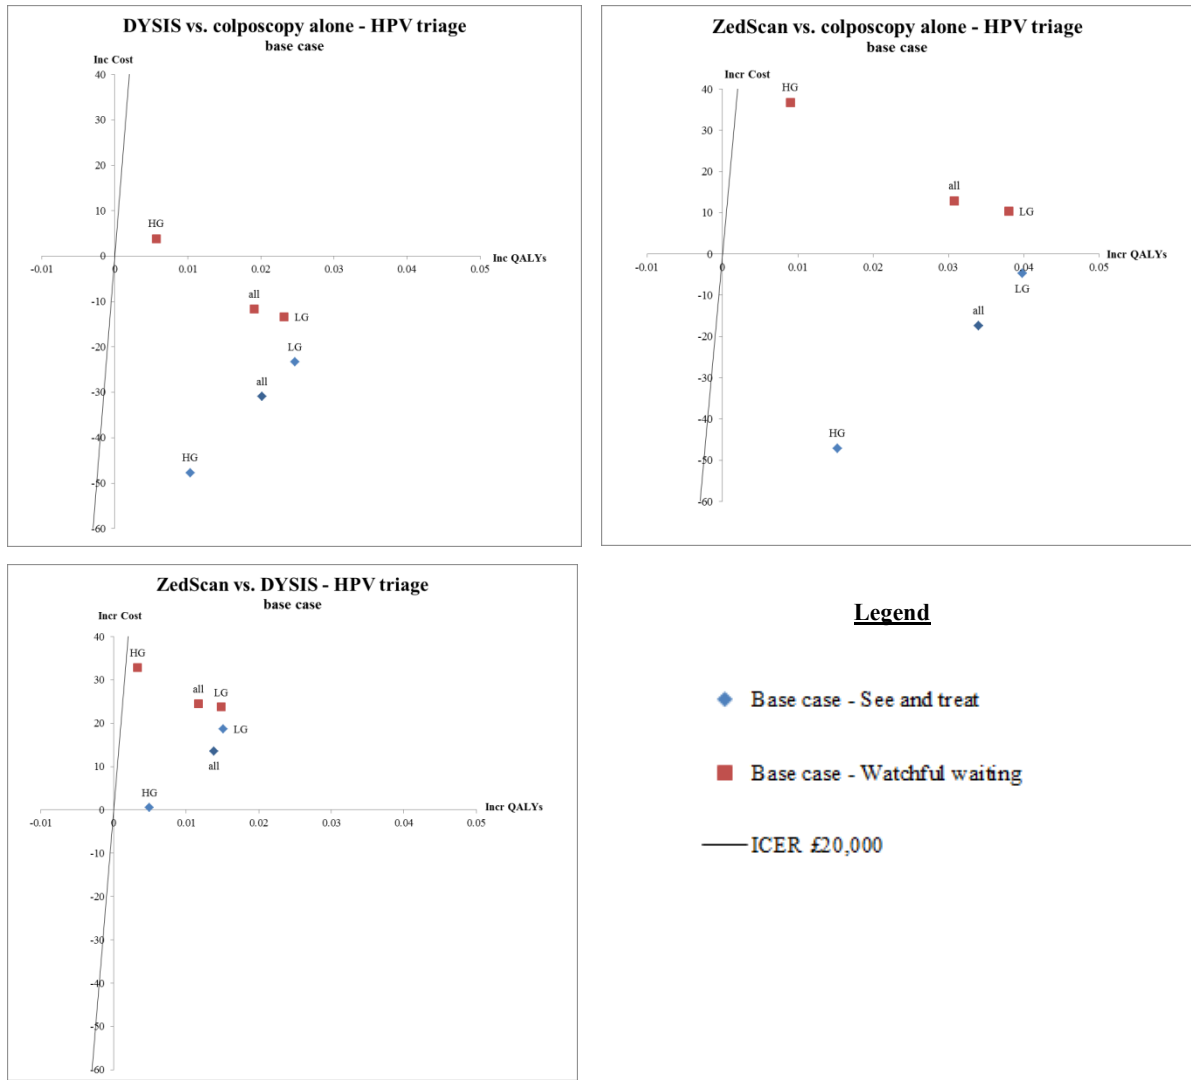 DYSIS vs. colposcopy alone - HPV triage
base case
Inc Cost
40
30
20
10
0
-10
-20
-30
-40
-50
-60
-0.01
0
0.01
0.02
0.03
0.04
0.05
Inc QALYs
HG
all
LG
LG
all
HG
ZedScan vs. colposcopy alone - HPV triage
base case
Incr Cost
40
30
20
10
0
-10
-20
-30
-40
-50
-60
-0.01
0
0.01
0.02
0.03
0.04
0.05
Incr QALYs
HG
all
LG
LG
all
HG
ZedScan vs. DYSIS - HPV triage
base case
Incr Cost
40
30
20
10
0
-10
-20
-30
-40
-50
-60
-0.01
0
0.01
0.02
0.03
0.04
0.05
Incr QALYs
HG
all
LG
LG
all
HG
Legend
Base case - See and treat
Base case - Watchful waiting
ICER £20,000